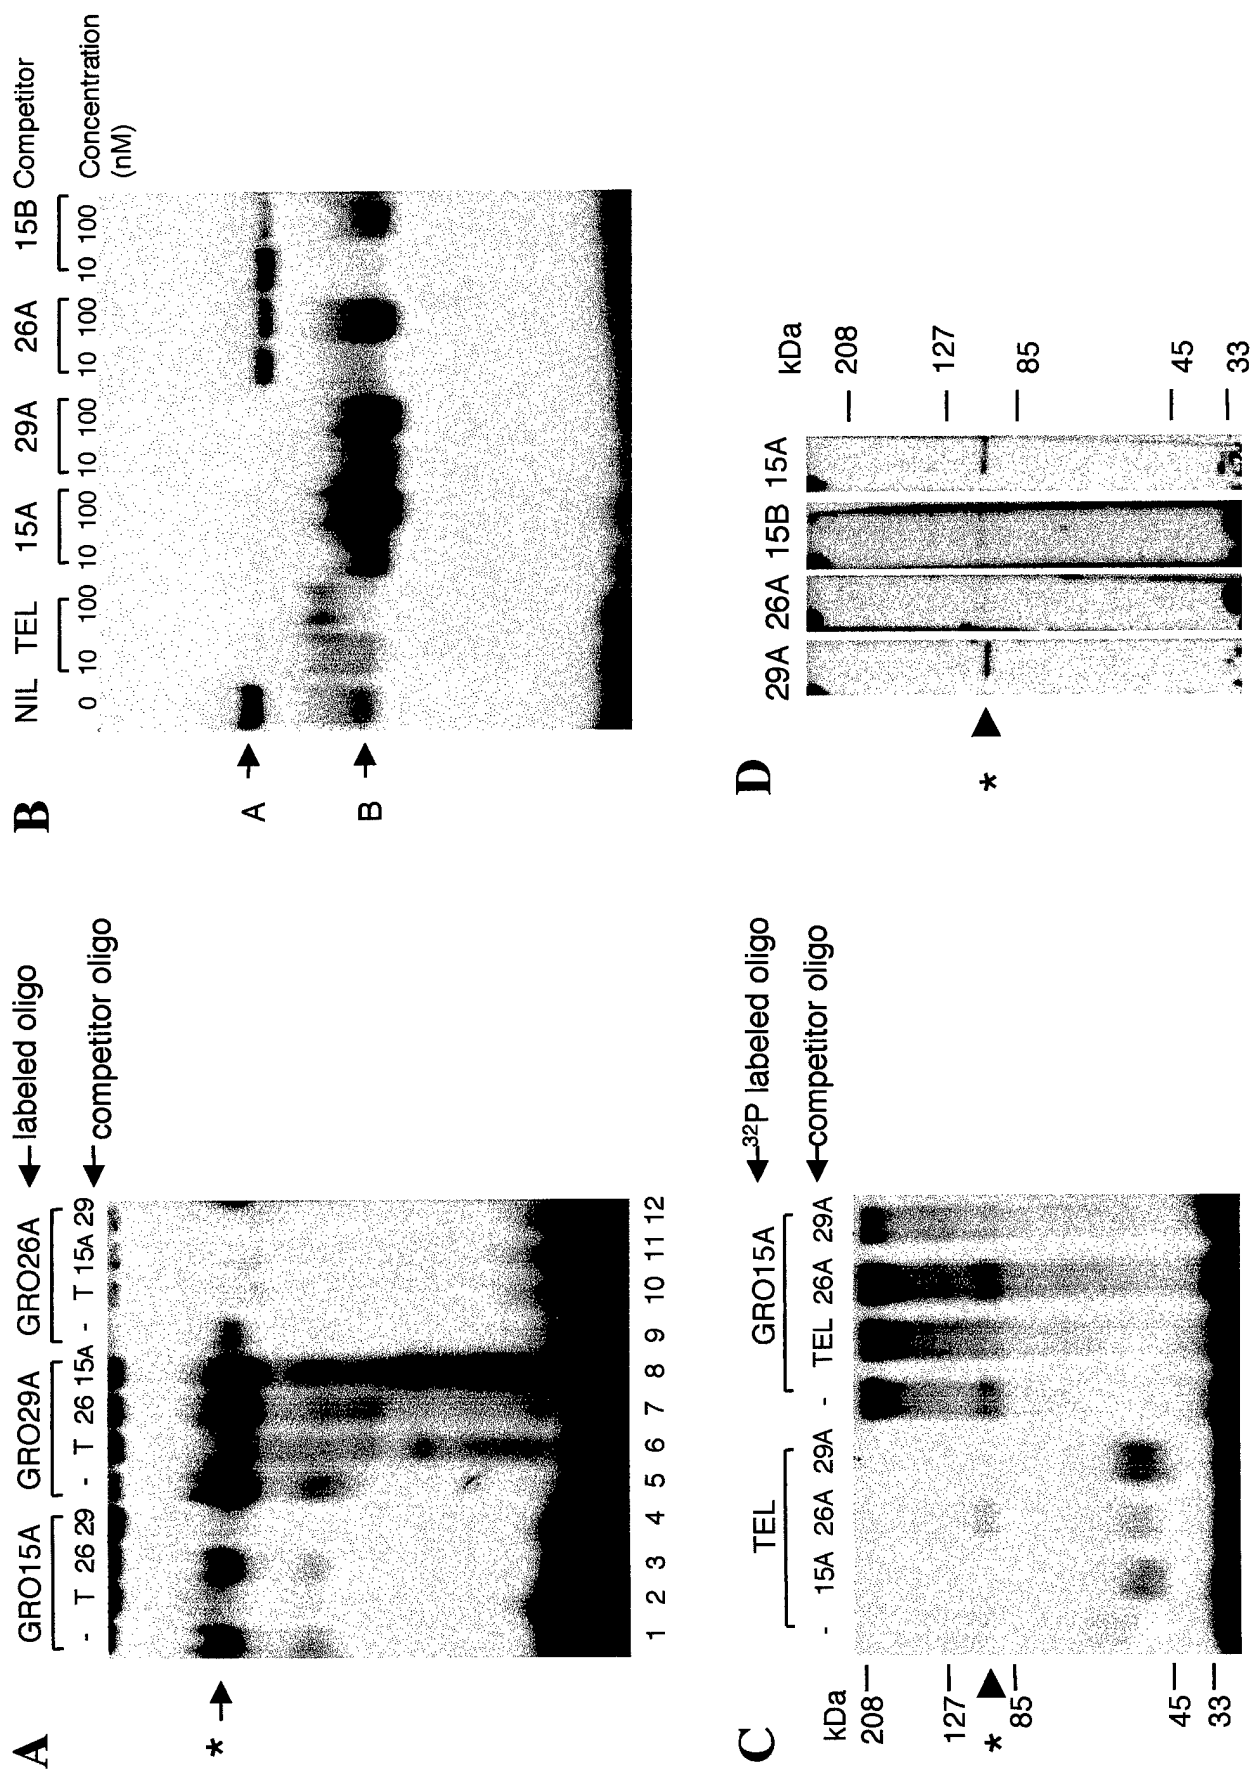 A
GRO15A GRO29A GRO26A ←labeled oligo
- T 26 29 - T 26 15A - T 15A 29 ←competitor oligo
* →
1 2 3 4 5 6 7 8 9 10 11 12
B
NIL TEL 15A 29A 26A 15B Competitor
0 10 100 10 100 10 100 10 100 10 100 Concentration
(nM)
A →
B →
C
TEL GRO15A ←³²P labeled oligo
- 15A 26A 29A - TEL 26A 29A ←competitor oligo
kDa
208
127
*
85
45
33
D
29A 26A 15B 15A kDa
208
127
*
85
45
33